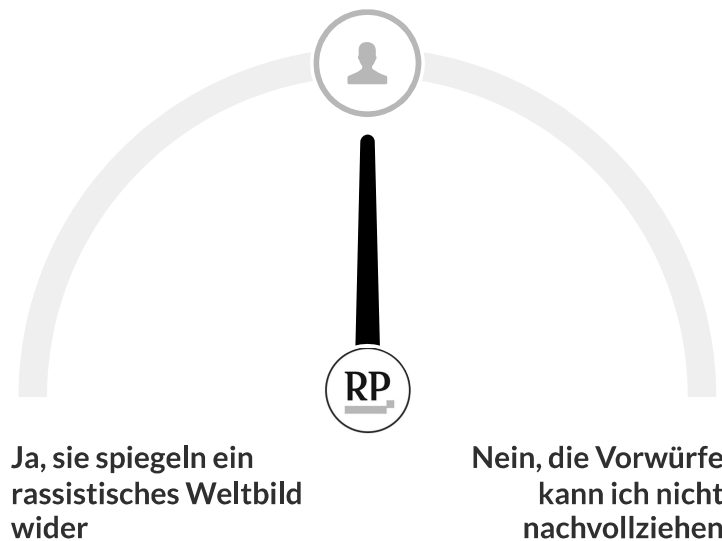 RP
Ja, sie spiegeln ein
rassistisches Weltbild
wider
Nein, die Vorwürfe
kann ich nicht
nachvollziehen